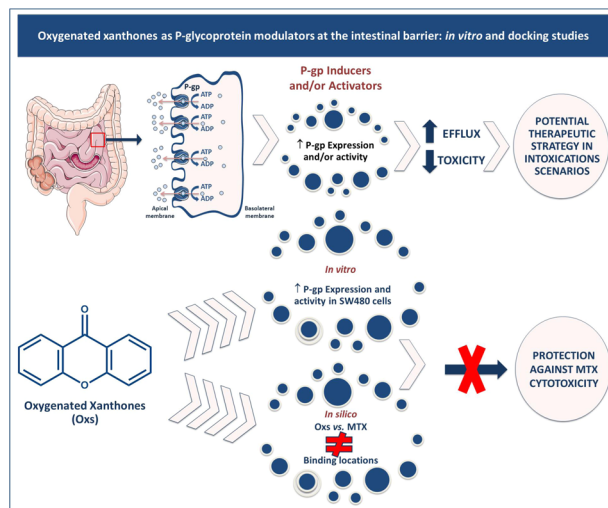 Oxygenated xanthones as P-glycoprotein modulators at the intestinal barrier: in vitro and docking studies
P-gp
ATP
ADP
ATP
ADP
ATP
ADP
ATP
ADP
Apical
membrane
Basolateral
membrane
P-gp Inducers
and/or Activators
↑ P-gp Expression
and/or activity
EFFLUX
TOXICITY
POTENTIAL
THERAPEUTIC
STRATEGY IN
INTOXICATIONS
SCENARIOS
O
O
Oxygenated Xanthones
(Oxs)
In vitro
↑ P-gp Expression and
activity in SW480 cells
In silico
Oxs vs. MTX
≠
Binding locations
PROTECTION
AGAINST MTX
CYTOTOXICITY